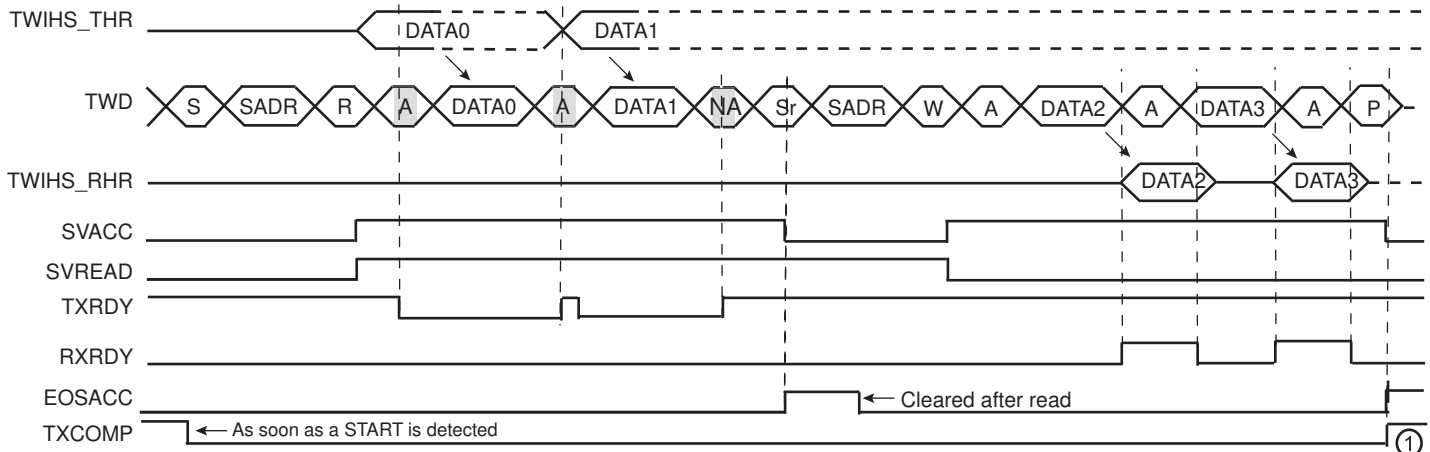 TWIHS_THR DATA0 DATA1
TWD S SADR R A DATA0 A DATA1 NA Sr SADR W A DATA2 A DATA3 A P
TWIHS_RHR DATA2 DATA3
SVACC
SVREAD
TXRDY
RXRDY
EOSACC Cleared after read
TXCOMP As soon as a START is detected 1